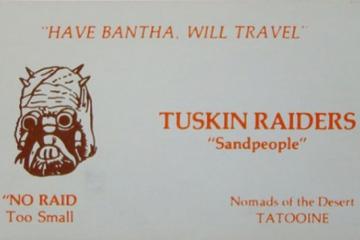 "HAVE BANTHA, WILL TRAVEL"
TUSKIN RAIDERS
"Sandpeople"
"NO RAID
Too Small
Nomads of the Desert
TATOOINE